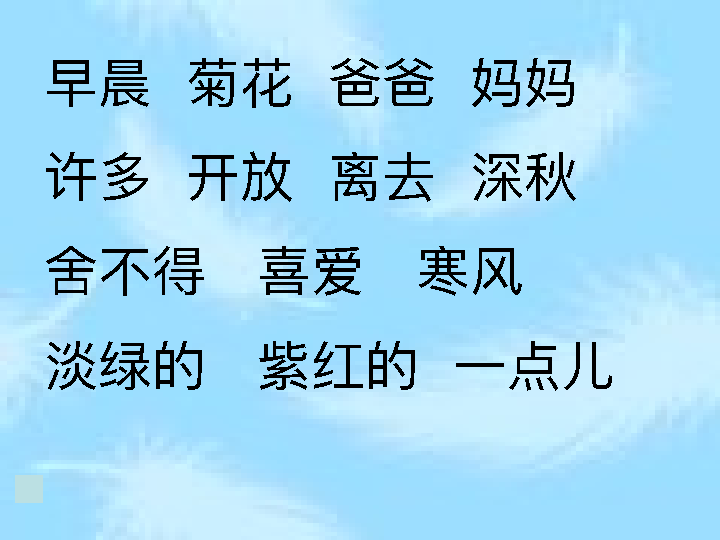 早晨 菊花 爸爸 妈妈
许多 开放 离去 深秋
舍不得 喜爱 寒风
淡绿的 紫红的 一点儿